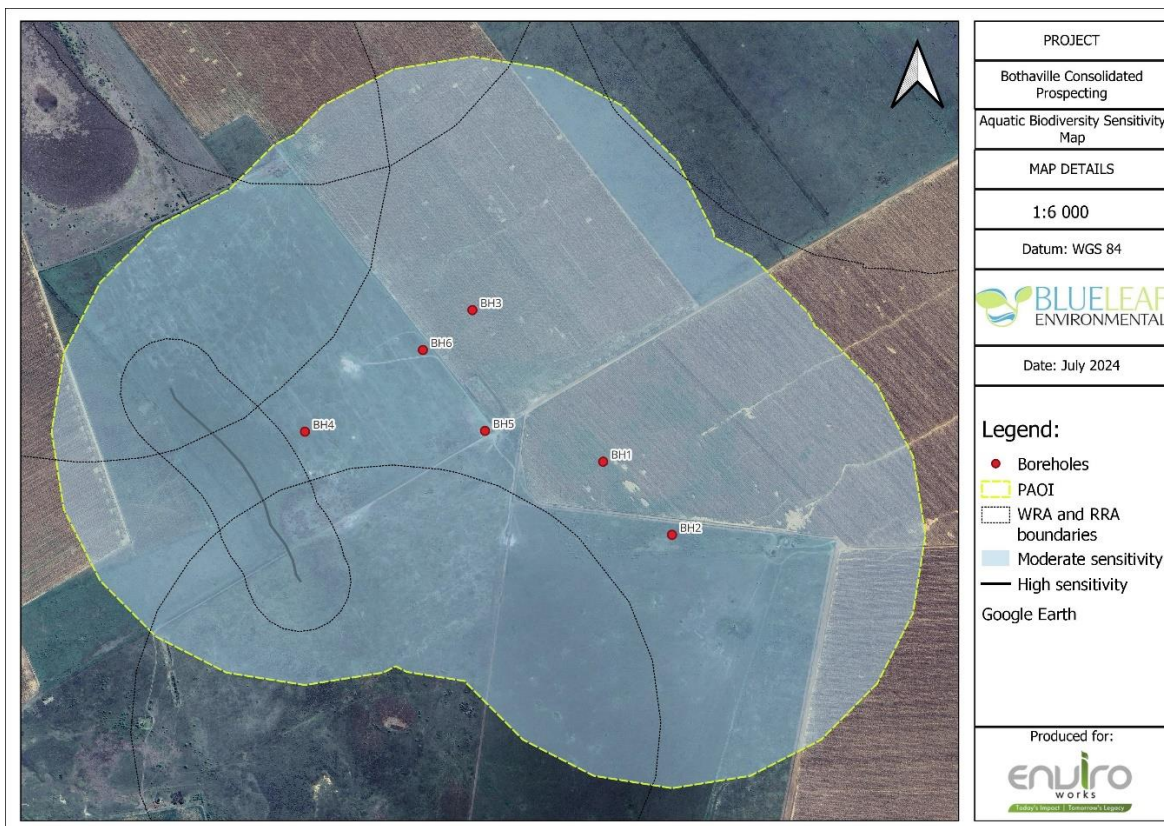 BH3
BH6
BH4
BH5
BH1
BH2
PROJECT
Bothaville Consolidated
Prospecting
Aquatic Biodiversity Sensitivity
Map
MAP DETAILS
1:6 000
Datum: WGS 84
BLUELEAF
ENVIRONMENTAL
Date: July 2024
Legend:
Boreholes
PAOI
WRA and RRA
boundaries
Moderate sensitivity
High sensitivity
Google Earth
Produced for:
enviro
works
Today's Impact | Tomorrow's Legacy